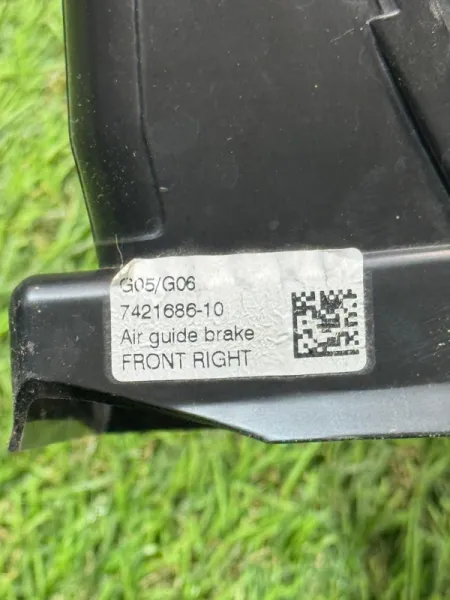 G05/G06
7421686-10
Air guide brake
FRONT RIGHT